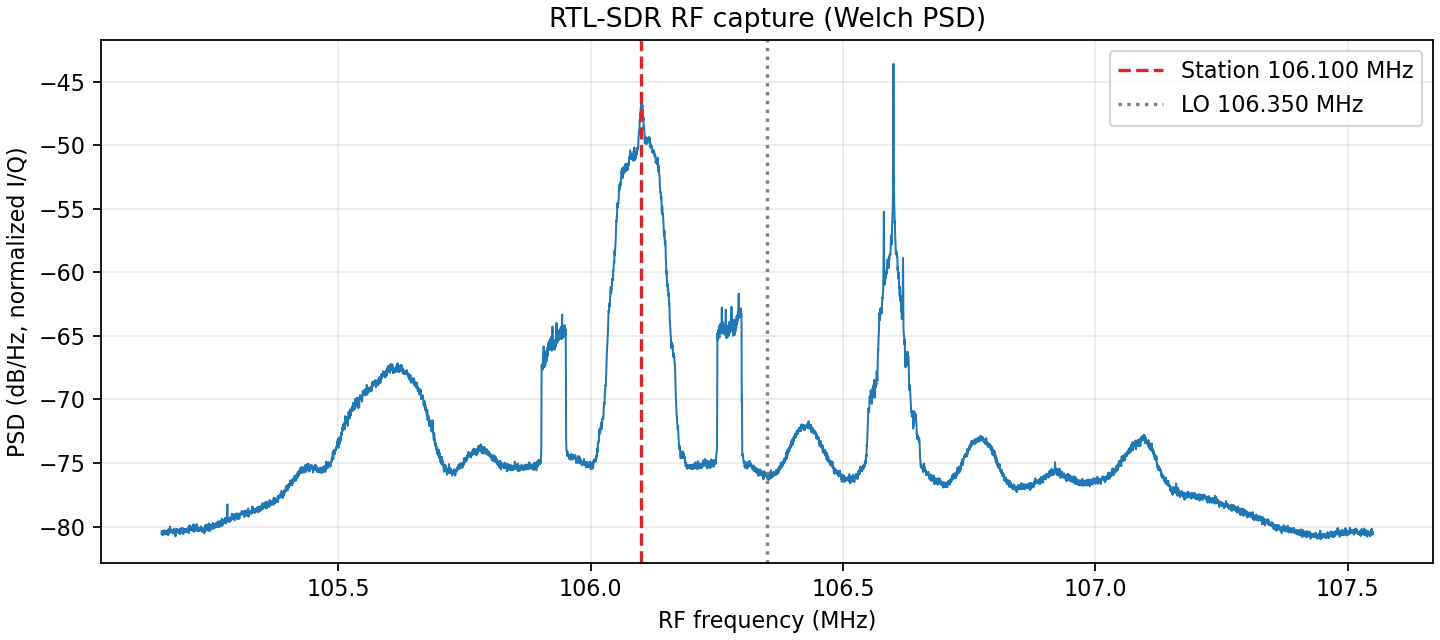 RTL-SDR RF capture (Welch PSD)
PSD (dB/Hz, normalized I/Q)
−45
−50
−55
−60
−65
−70
−75
−80
Station 106.100 MHz
LO 106.350 MHz
105.5 106.0 106.5 107.0 107.5
RF frequency (MHz)